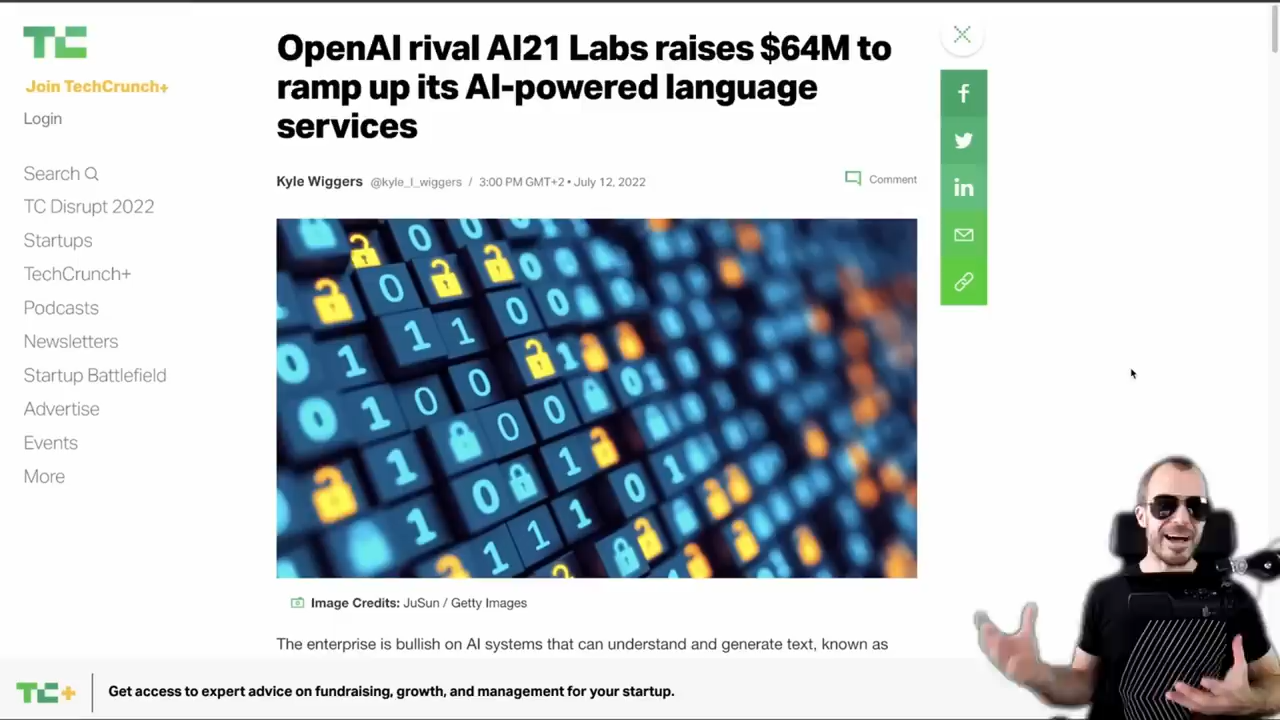 TC
Join TechCrunch+
Login
Search
TC Disrupt 2022
Startups
TechCrunch+
Podcasts
Newsletters
Startup Battlefield
Advertise
Events
More
OpenAI rival AI21 Labs raises $64M to
ramp up its AI-powered language
services
Kyle Wiggers @kyle_l_wiggers / 3:00 PM GMT+2 • July 12, 2022
Comment
Image Credits: JuSun / Getty Images
The enterprise is bullish on AI systems that can understand and generate text, known as
TC+ Get access to expert advice on fundraising, growth, and management for your startup.